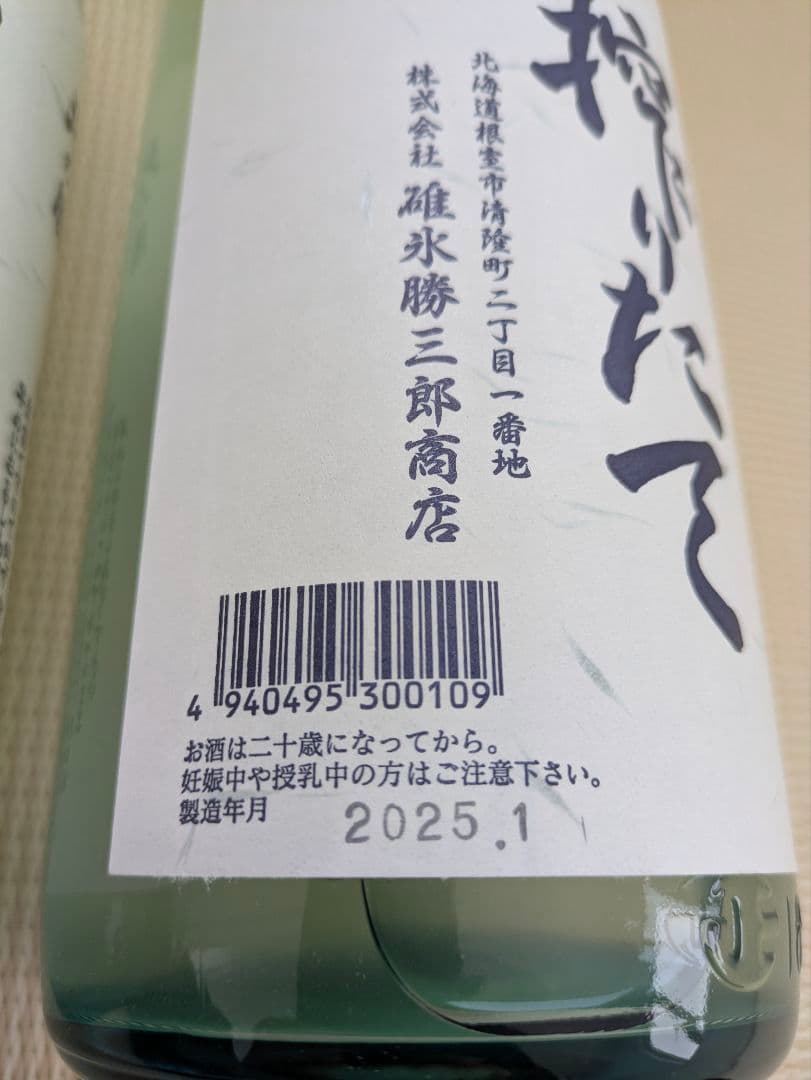 搾りたて
北海道根室市清隆町二丁目一番地
株式会社 碓氷勝三郎商店
4 940495 300109
お酒は二十歳になってから。
妊娠中や授乳中の方はご注意下さい。
製造年月 2025.1